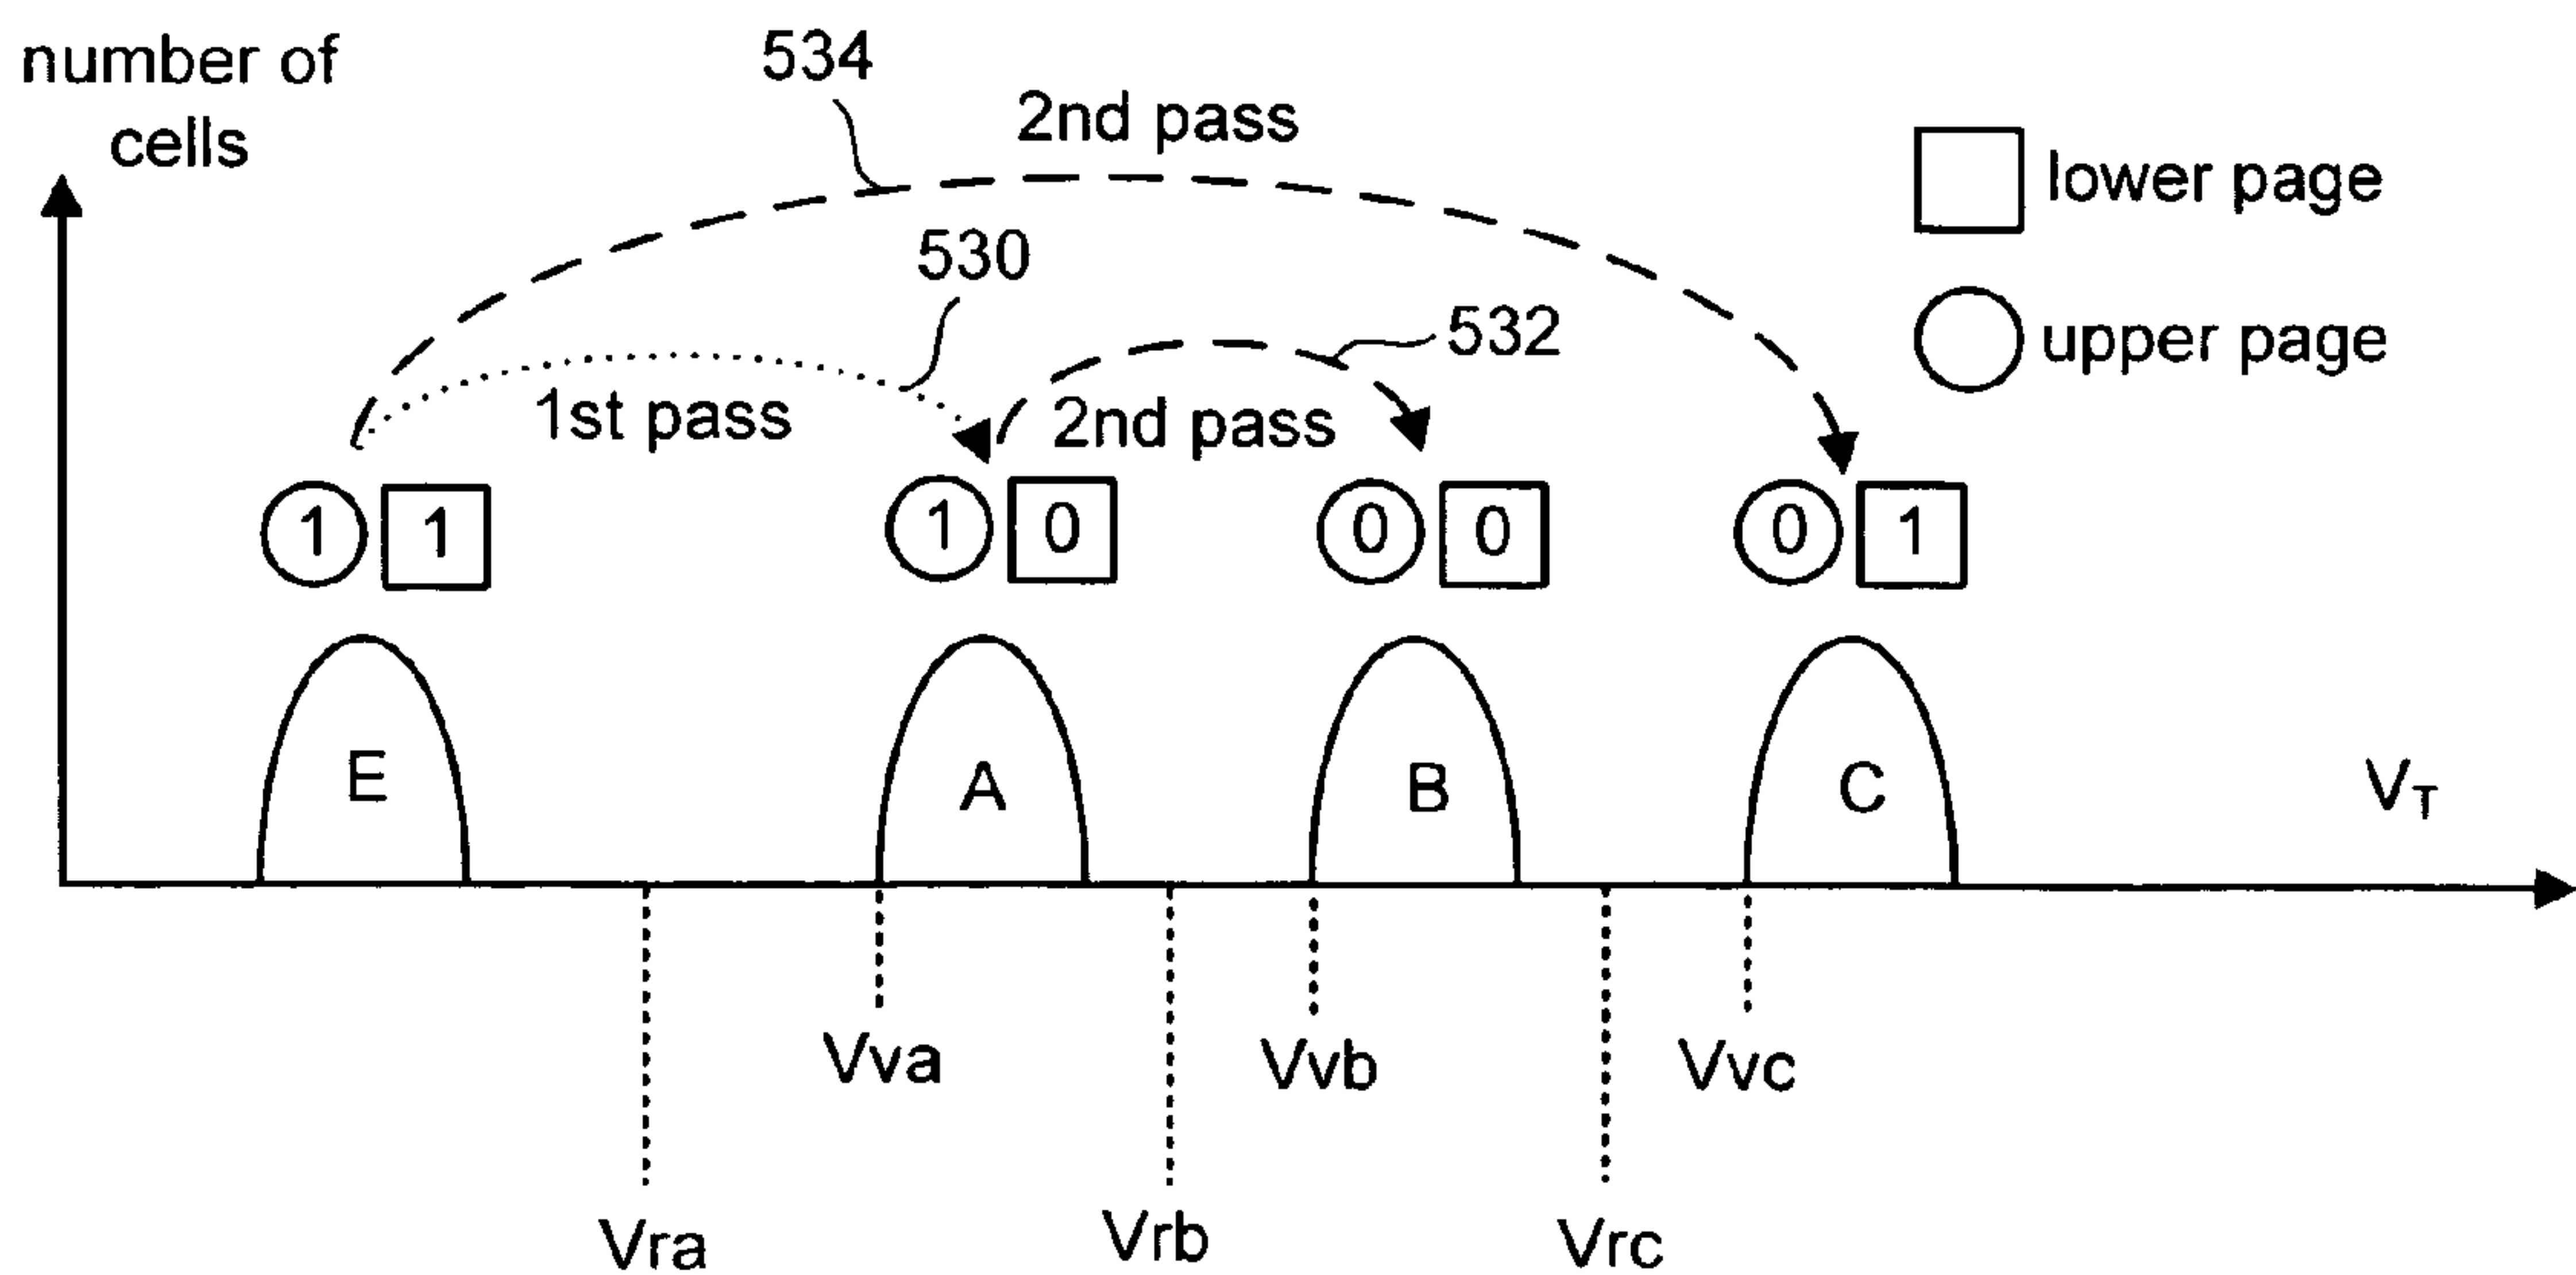 number of
cells
534
2nd pass
lower page
530
upper page
532
1st pass
2nd pass
1 1
1 0
0 0
0 1
E
A
B
C
VT
Vva
Vvb
Vvc
Vra
Vrb
Vrc